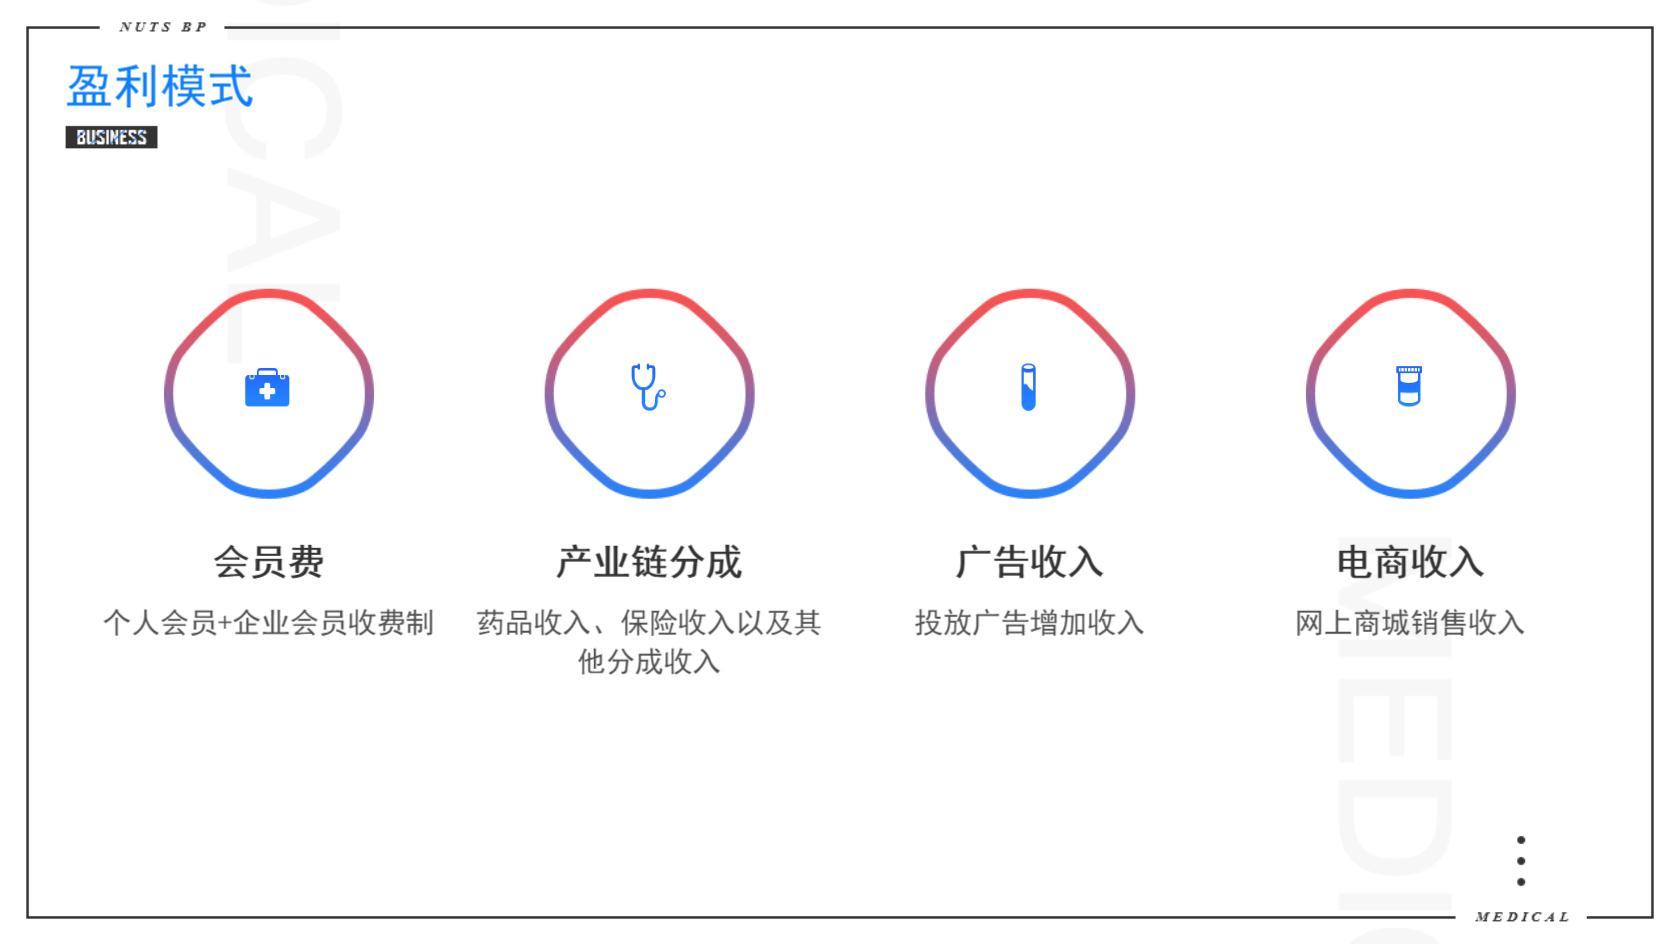 NUTS BP
盈利模式
BUSINESS
DICAL
会员费
个人会员+企业会员收费制
产业链分成
药品收入、保险收入以及其
他分成收入
广告收入
投放广告增加收入
电商收入
网上商城销售收入
MEDIC
MEDICAL